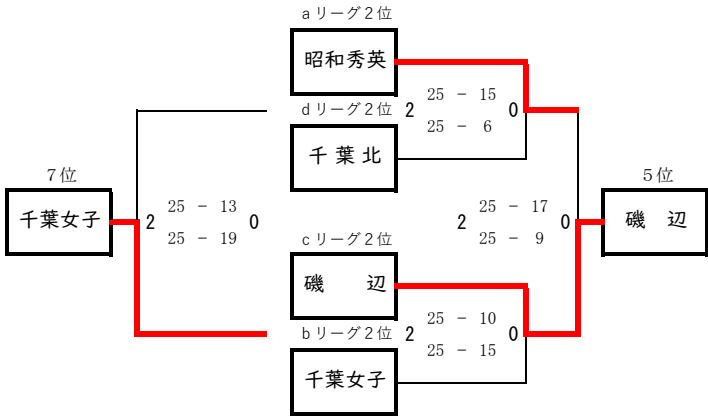 aリーグ2位
昭和秀英
2 25 － 15 0
25 － 6
dリーグ2位
千葉北
7位
千葉女子
2 25 － 13 0
25 － 19
5位
磯 辺
2 25 － 17 0
25 － 9
cリーグ2位
磯 辺
2 25 － 10 0
25 － 15
bリーグ2位
千葉女子